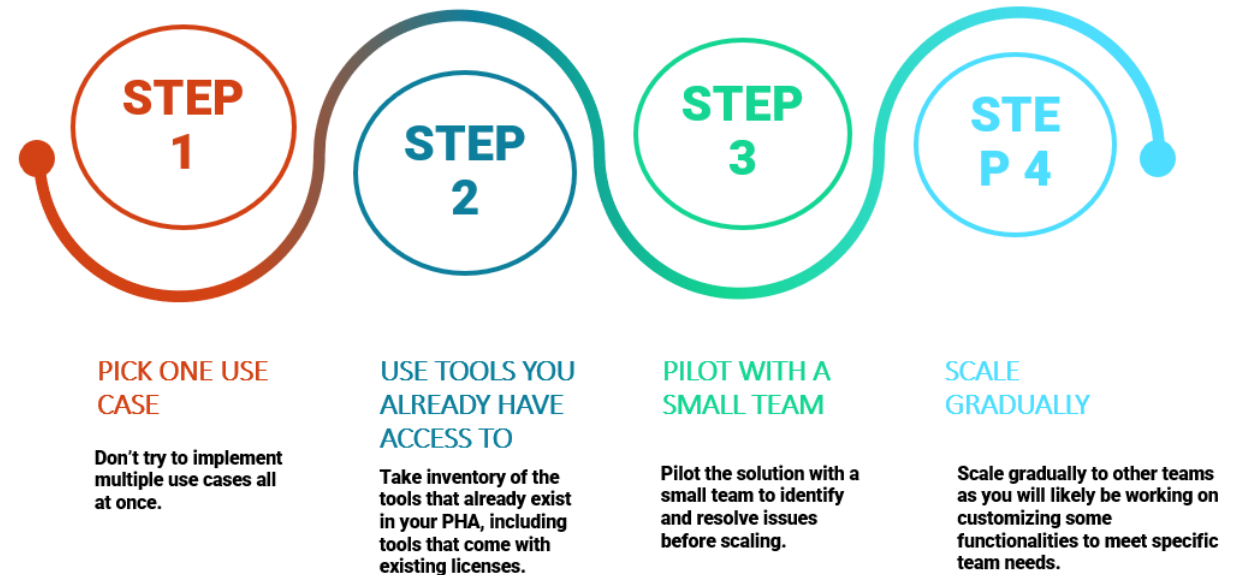 STEP
1
STEP
2
STEP
3
STE
P 4
PICK ONE USE
CASE
Don’t try to implement
multiple use cases all
at once.
USE TOOLS YOU
ALREADY HAVE
ACCESS TO
Take inventory of the
tools that already exist
in your PHA, including
tools that come with
existing licenses.
PILOT WITH A
SMALL TEAM
Pilot the solution with a
small team to identify
and resolve issues
before scaling.
SCALE
GRADUALLY
Scale gradually to other teams
as you will likely be working on
customizing some
functionalities to meet specific
team needs.